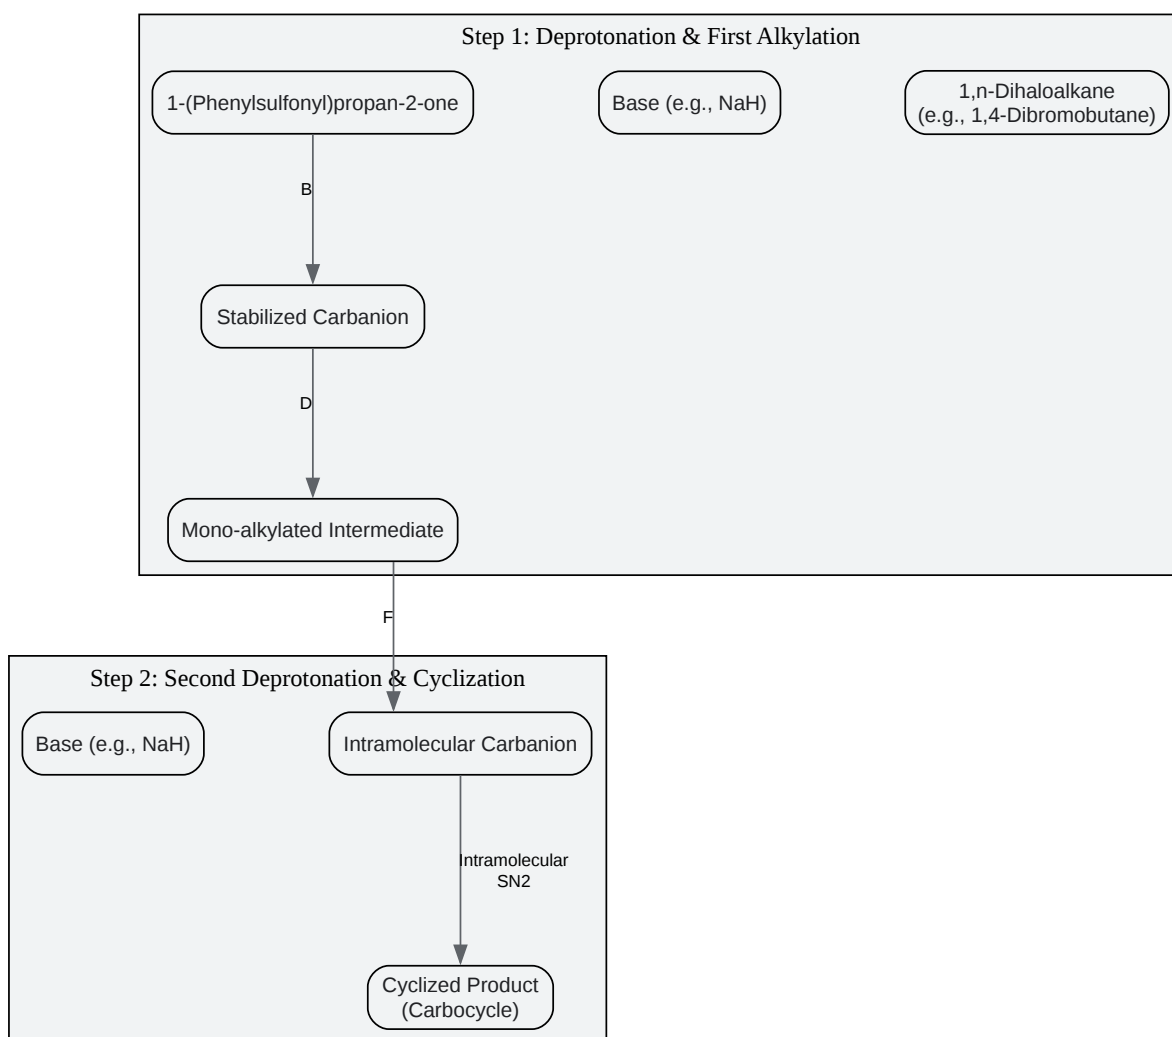 Step 1: Deprotonation & First Alkylation
1-(Phenylsulfonyl)propan-2-one
Base (e.g., NaH)
1,n-Dihaloalkane
(e.g., 1,4-Dibromobutane)
B
Stabilized Carbanion
D
Mono-alkylated Intermediate
F
Step 2: Second Deprotonation & Cyclization
Base (e.g., NaH)
Intramolecular Carbanion
Intramolecular
SN2
Cyclized Product
(Carbocycle)